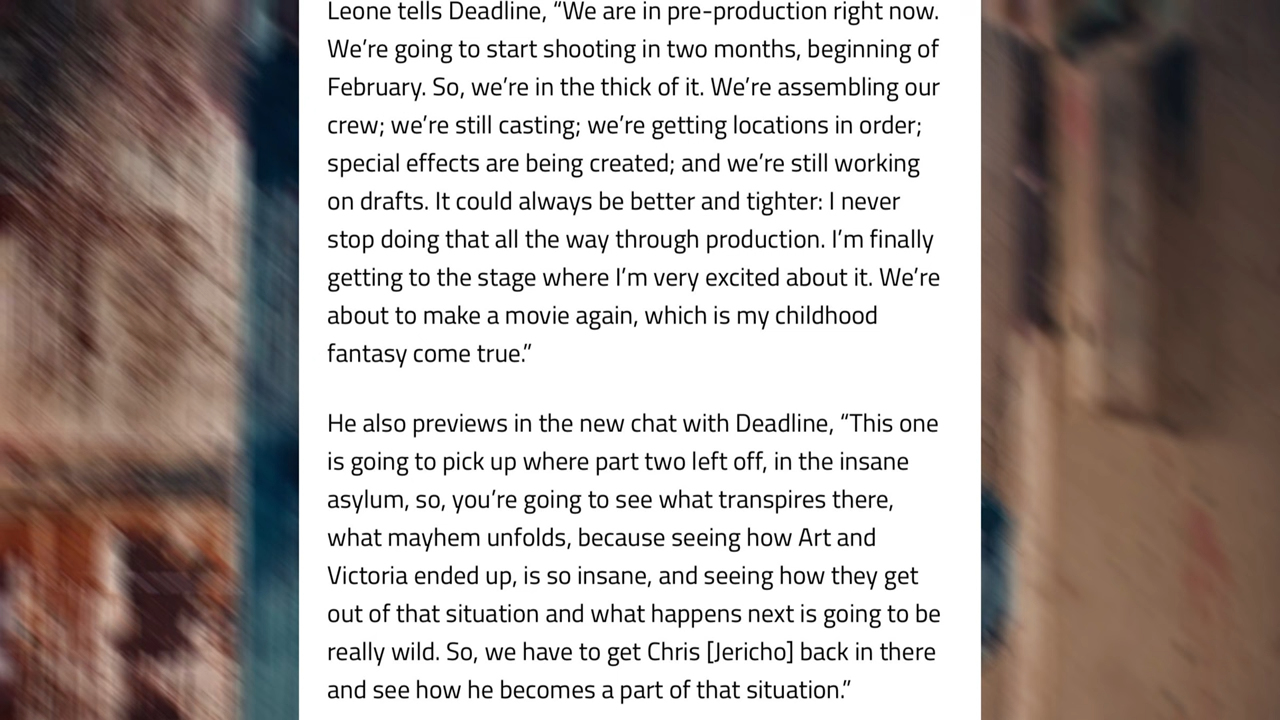 Leone tells Deadline, “We are in pre-production right now.
We’re going to start shooting in two months, beginning of
February. So, we’re in the thick of it. We’re assembling our
crew; we’re still casting; we’re getting locations in order;
special effects are being created; and we’re still working
on drafts. It could always be better and tighter: I never
stop doing that all the way through production. I’m finally
getting to the stage where I’m very excited about it. We’re
about to make a movie again, which is my childhood
fantasy come true.”
He also previews in the new chat with Deadline, “This one
is going to pick up where part two left off, in the insane
asylum, so, you’re going to see what transpires there,
what mayhem unfolds, because seeing how Art and
Victoria ended up, is so insane, and seeing how they get
out of that situation and what happens next is going to be
really wild. So, we have to get Chris [Jericho] back in there
and see how he becomes a part of that situation.”